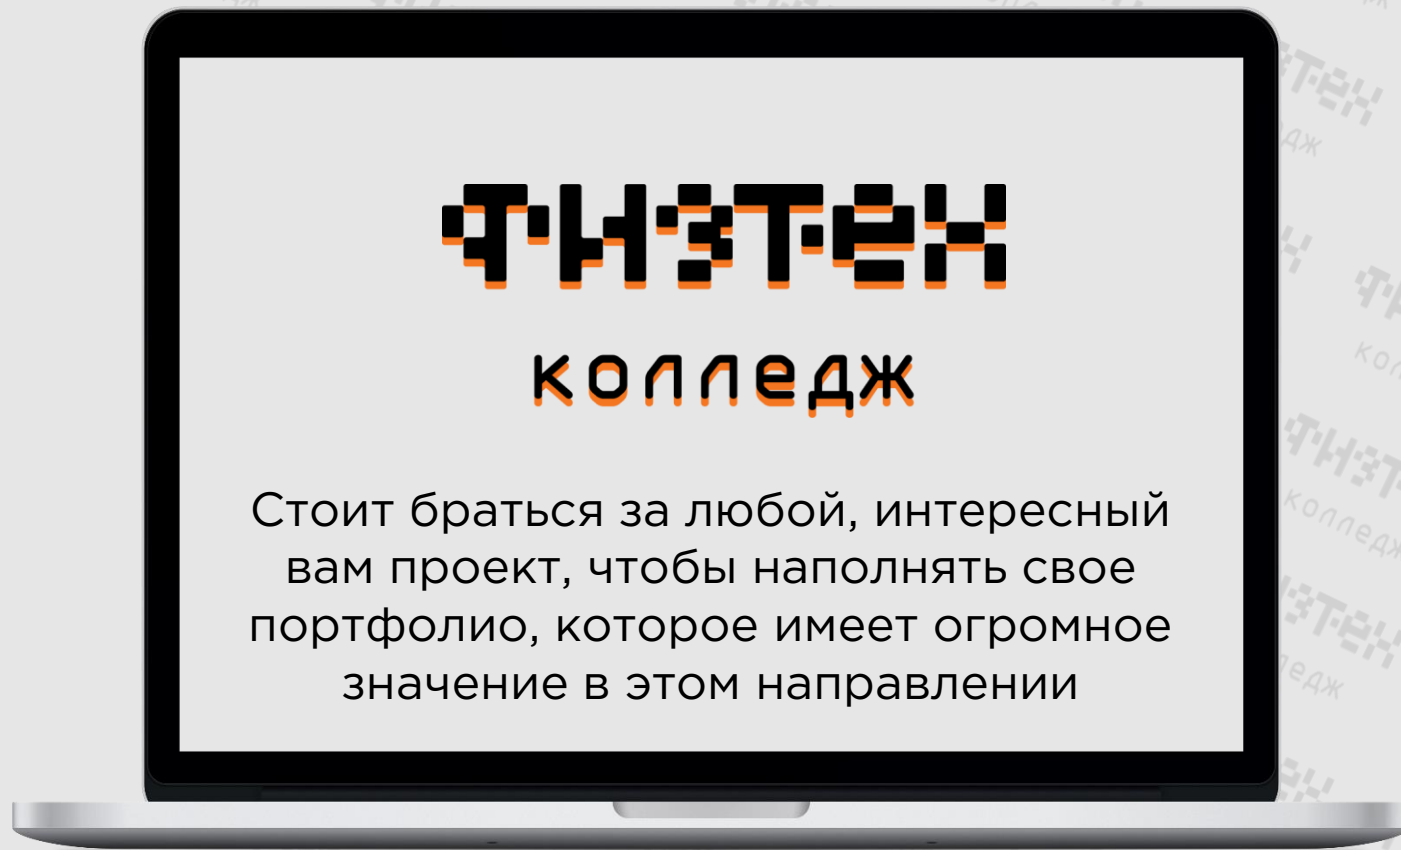 физтех
колледж
Стоит браться за любой, интересный
вам проект, чтобы наполнять свое
портфолио, которое имеет огромное
значение в этом направлении